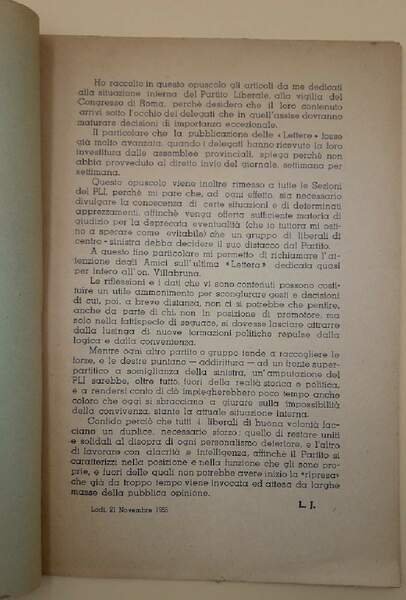 Ho raccolto in questo opuscolo gli articoli da me dedicati
alla situazione interna del Partito Liberale, alla vigilia del
Congresso di Roma, perchè desidero che il loro contenuto
arrivi sotto l'occhio dei delegati che in quell'assise dovranno
maturare decisioni di importanza eccezionale.
Il particolare che la pubblicazione delle « Lettere » fosse
già molto avanzata, quando i delegati hanno ricevuto la loro
investitura dalle assemblee provinciali, spiega perchè non
abbia provveduto al diretto invio del giornale, settimana per
settimana.
Questo opuscolo viene inoltre rimesso a tutte le Sezioni
del PLI, perchè mi pare che, ad ogni effetto, sia necessario
divulgare la conoscenza di certe situazioni e di determinati
apprezzamenti, affinchè venga offerta sufficiente materia di
giudizio per la deprecata eventualità (che io tuttora mi ostino
a sperare come evitabile) che un gruppo di liberali di
centro-sinistra debba decidere il suo distacco dal Partito.
A questo fine particolare mi permetto di richiamare l'attenzione
degli Amici sull'ultima « Lettera » dedicata quasi
per intero all'on. Villabruna.
Le riflessioni e i dati che vi sono contenuti possono costituire
un utile ammonimento per scongiurare gesti e decisioni
di cui, poi, a breve distanza, non ci si potrebbe che pentire,
anche da parte di chi, non in posizione di promotore, ma
solo nella fattispecie di seguace, si dovesse lasciare attrarre
dalla lusinga di nuove formazioni politiche repulse dalla
logica e dalla convenienza.
Mentre ogni altro partito o gruppo tende a raccogliere le
forze, e le destre puntano — addirittura — ad un fronte superpartitico
a somiglianza della sinistra, un'amputazione del
PLI sarebbe, oltre tutto, fuori della realtà storica e politica,
e a rendersi conto di ciò impiegherebbero poco tempo anche
coloro che oggi si sbracciano a giurare sulla impossibilità
della convivenza, stante la attuale situazione interna.
Confido perciò che tutti i liberali di buona volontà facciano
un duplice, necessario sforzo: quello di restare uniti
e solidali al disopra di ogni personalismo deteriore, e l'altro
di lavorare con alacrità e intelligenza, affinchè il Partito si
caratterizzi nella posizione e nella funzione che gli sono proprie,
e fuori delle quali non potrebbe avere inizio la « ripresa »
che già da troppo tempo viene invocata ed attesa da larghe
masse della pubblica opinione.
L. J.
Lodi, 21 Novembre 1955